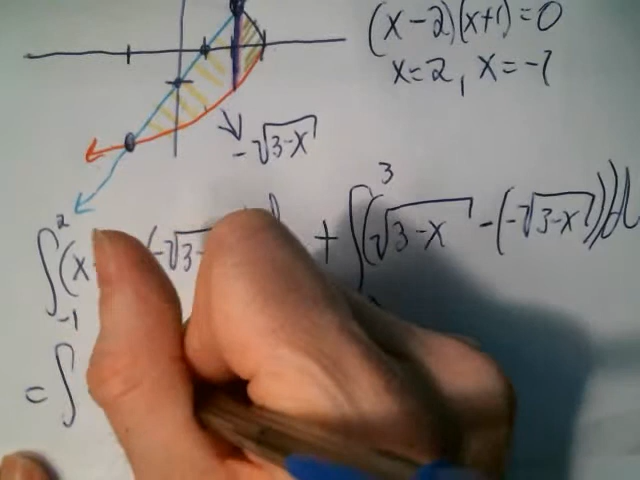 (x-2)(x+1)=0
x=2, x=-1
-√3-x
∫ 2 -1 (x (-√3- + ∫ 3 (√3-x -(-√3-x))d
= ∫